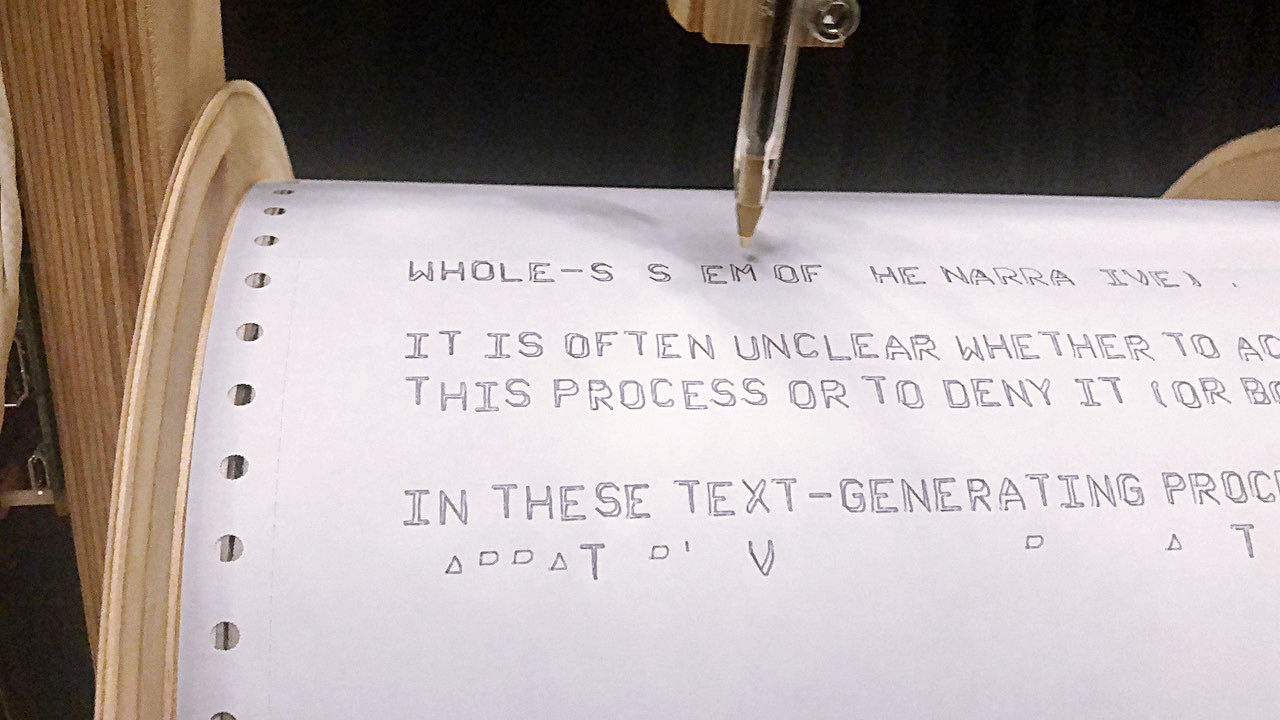 WHOLE-S S EM OF HE NARRA IVE) .
IT IS OFTEN UNCLEAR WHETHER TO AC
THIS PROCESS OR TO DENY IT (OR BO
IN THESE TEXT-GENERATING PROC